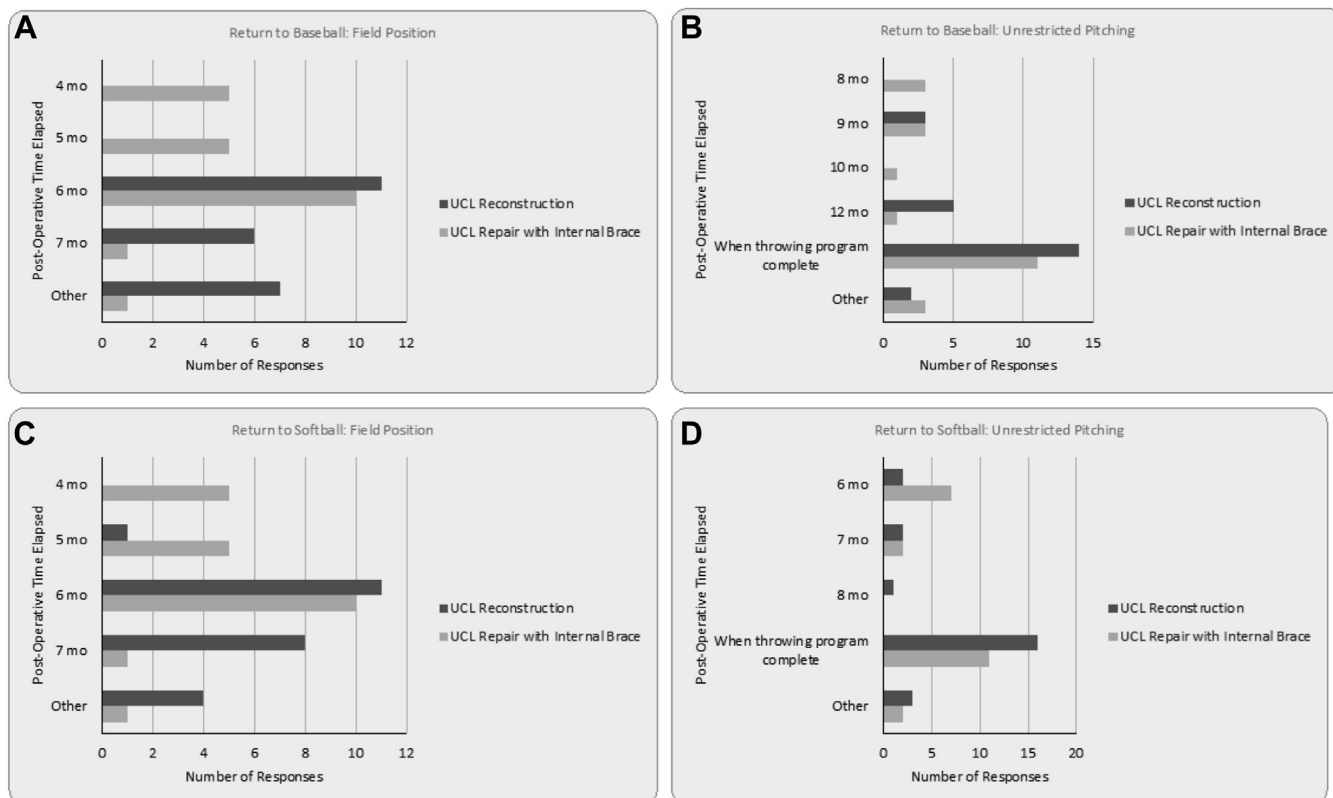 A
Return to Baseball: Field Position
Post-Operative Time Elapsed
4 mo
5 mo
6 mo
7 mo
Other
0 2 4 6 8 10 12
Number of Responses
UCL Reconstruction
UCL Repair with Internal Brace
B
Return to Baseball: Unrestricted Pitching
Post-Operative Time Elapsed
8 mo
9 mo
10 mo
12 mo
When throwing program
complete
Other
0 5 10 15
Number of Responses
UCL Reconstruction
UCL Repair with Internal Brace
C
Return to Softball: Field Position
Post-Operative Time Elapsed
4 mo
5 mo
6 mo
7 mo
Other
0 2 4 6 8 10 12
Number of Responses
UCL Reconstruction
UCL Repair with Internal Brace
D
Return to Softball: Unrestricted Pitching
Post-Operative Time Elapsed
6 mo
7 mo
8 mo
When throwing program
complete
Other
0 5 10 15 20
Number of Responses
UCL Reconstruction
UCL Repair with Internal Brace